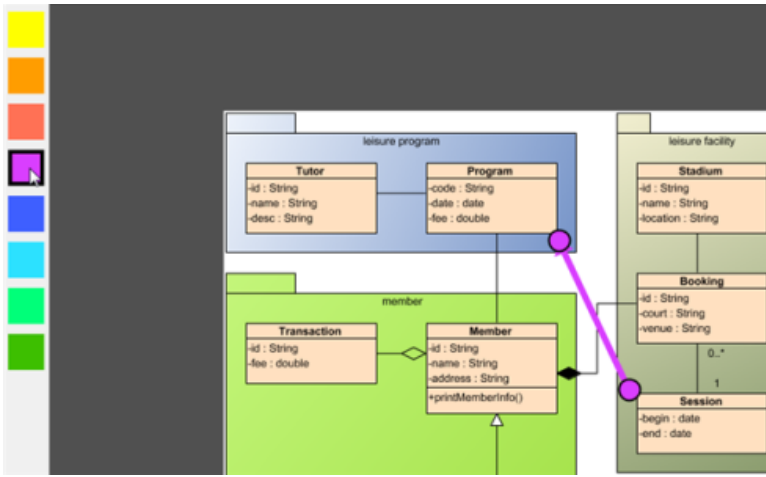 leisure program
Tutor
-id : String
-name : String
-desc : String
Program
-code : String
-date : date
-fee : double
leisure facility
Stadium
-id : String
-name : String
-location : String
Booking
-id : String
-court : String
-venue : String
0..*
1
Session
-begin : date
-end : date
member
Transaction
-id : String
-fee : double
Member
-id : String
-name : String
-address : String
+printMemberInfo()